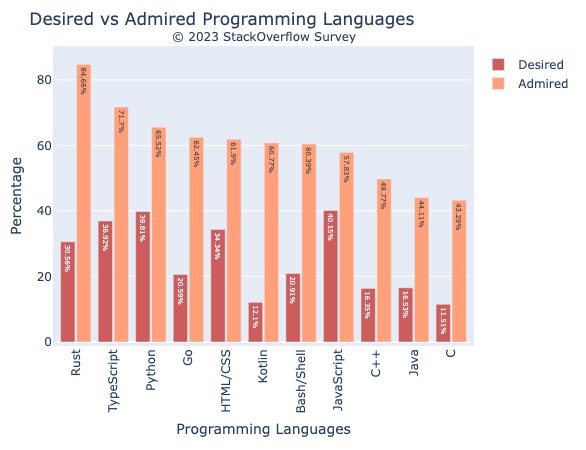 Desired vs Admired Programming Languages
© 2023 StackOverflow Survey
Desired
Admired
Percentage
80
60
40
20
0
30.56%
84.66%
36.92%
71.7%
39.81%
65.52%
20.59%
62.45%
34.34%
61.9%
12.1%
60.77%
20.91%
60.39%
40.15%
57.83%
16.35%
49.77%
16.53%
44.11%
11.51%
43.29%
Rust
TypeScript
Python
Go
HTML/CSS
Kotlin
Bash/Shell
JavaScript
C++
Java
C
Programming Languages